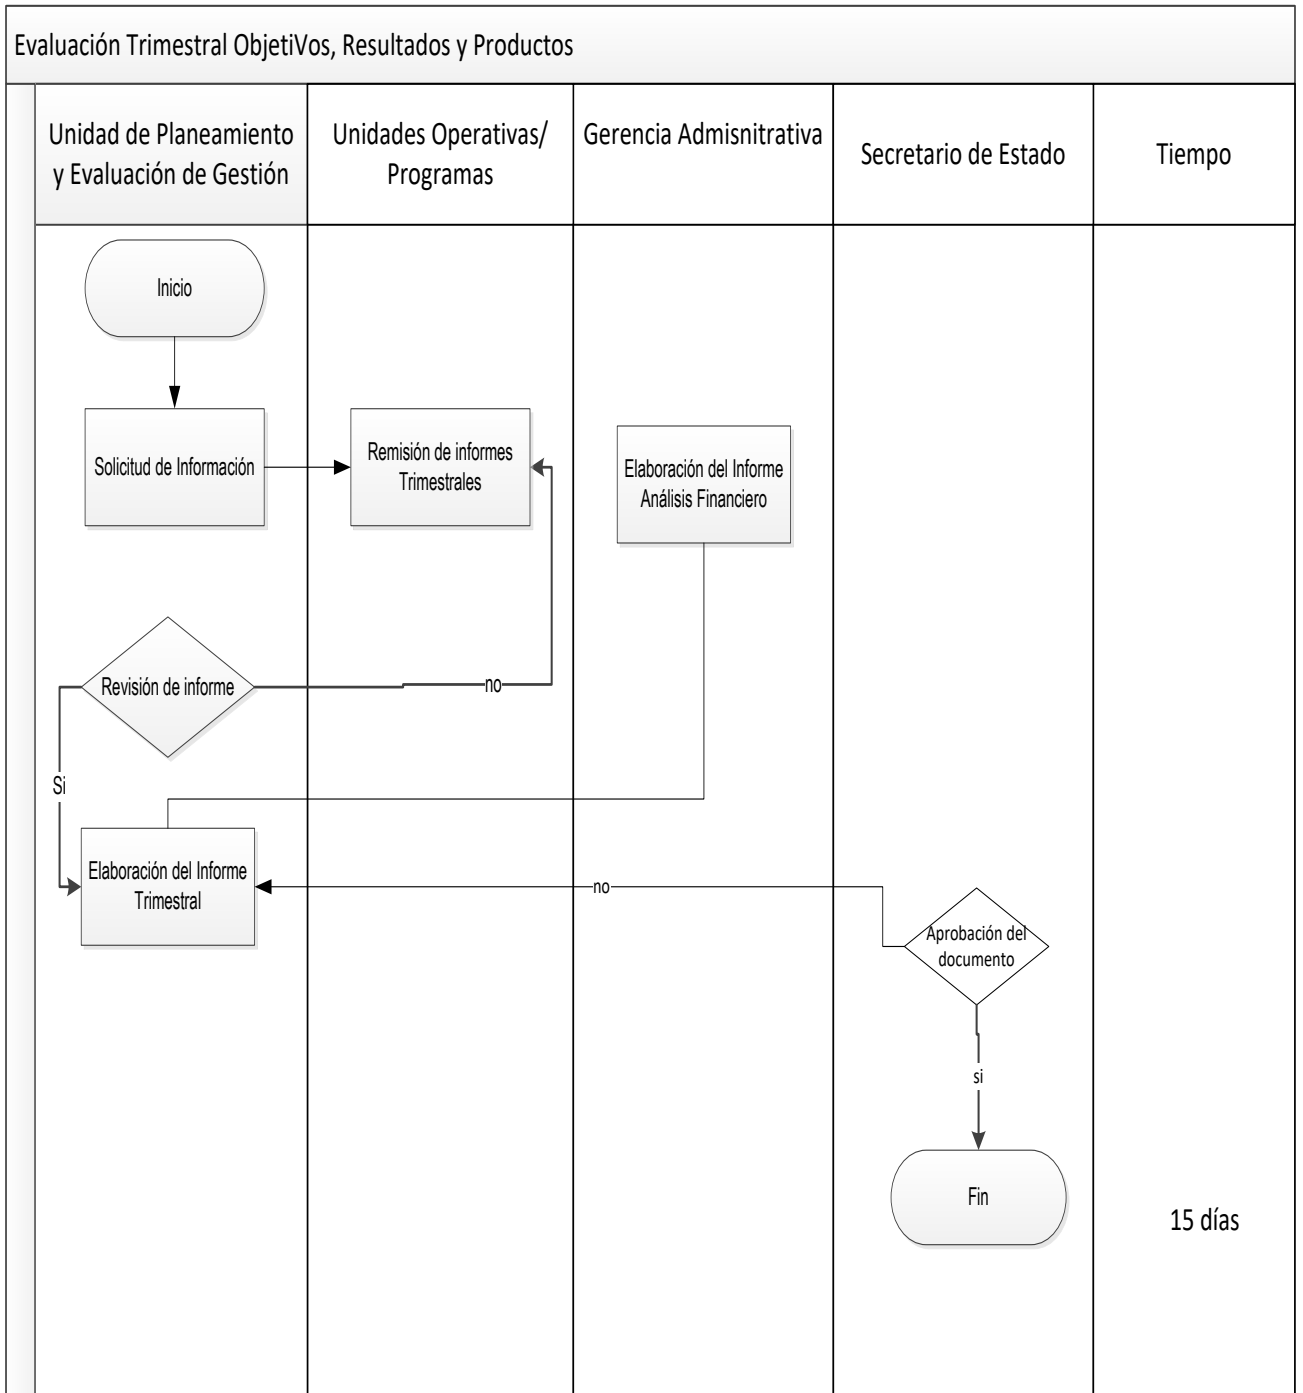 Evaluación Trimestral ObjetiVos, Resultados y Productos
Unidad de Planeamiento
y Evaluación de Gestión
Unidades Operativas/
Programas
Gerencia Admisnitrativa
Secretario de Estado
Tiempo
Inicio
Solicitud de Información
Remisión de informes
Trimestrales
Elaboración del Informe
Análisis Financiero
Revisión de informe
no
Si
Elaboración del Informe
Trimestral
no
Aprobación del
documento
si
Fin
15 días